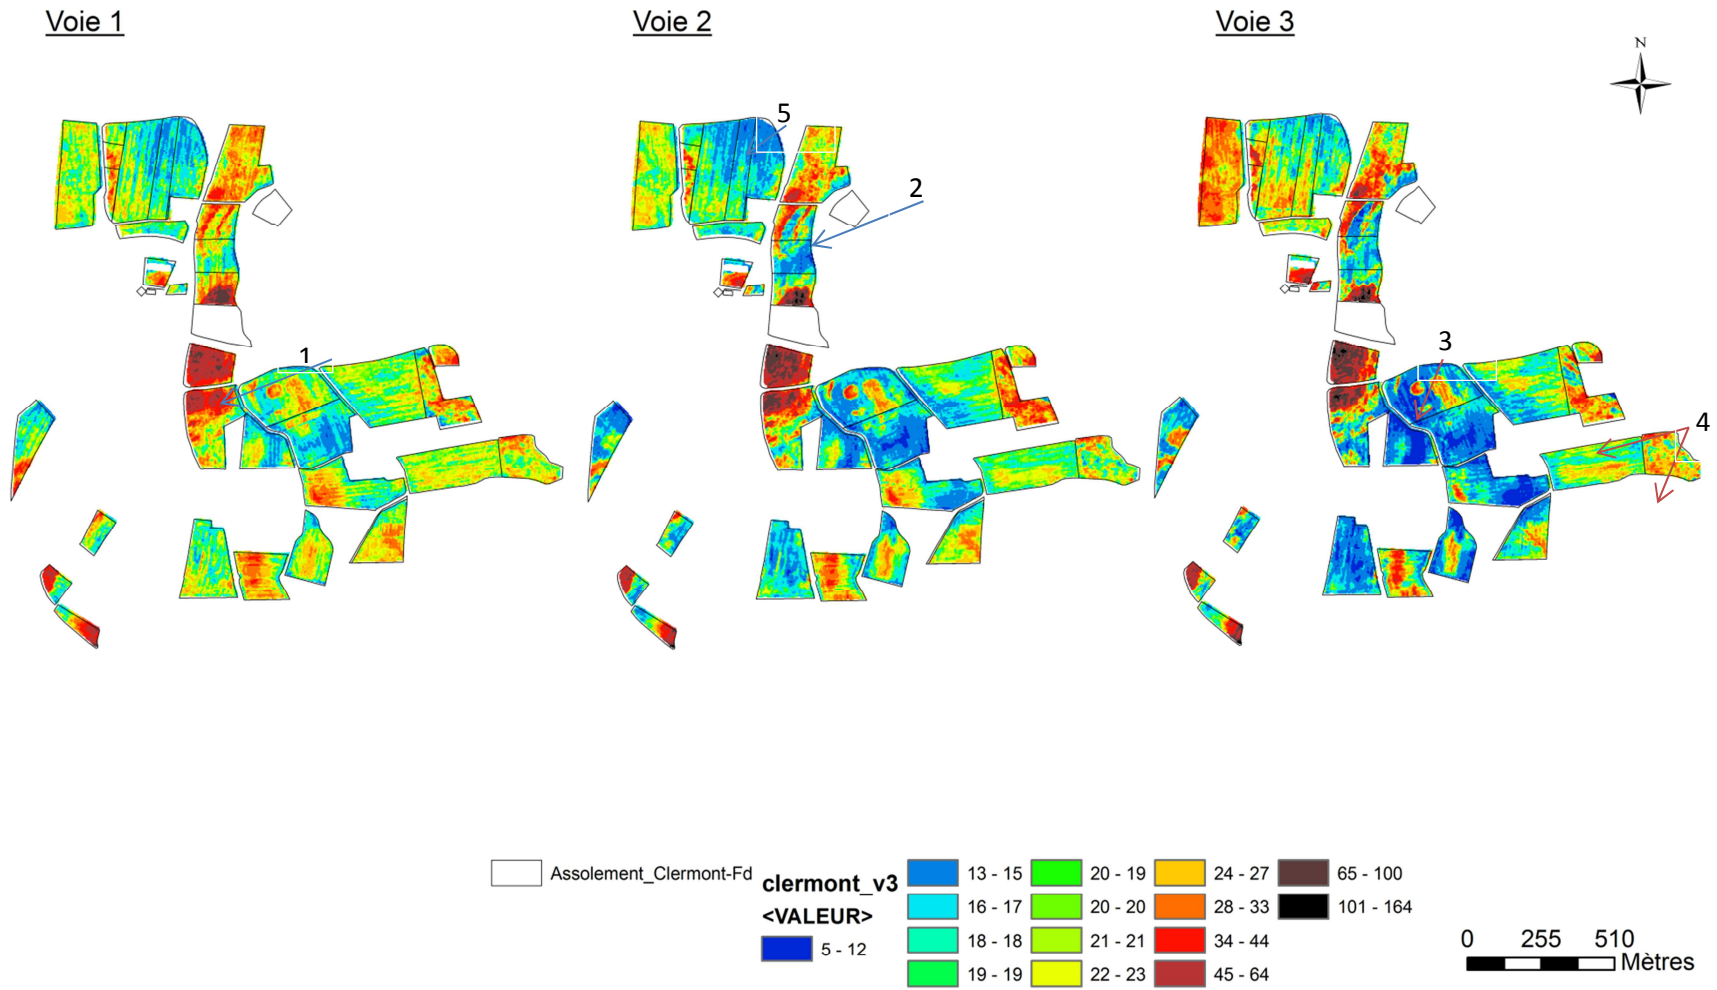 Voie 1
Voie 2
Voie 3
N
5
2
1
3
4
Assolement_Clermont-Fd
clermont_v3
<VALEUR>
5 - 12
13 - 15
16 - 17
18 - 18
19 - 19
20 - 19
20 - 20
21 - 21
22 - 23
24 - 27
28 - 33
34 - 44
45 - 64
65 - 100
101 - 164
0 255 510
Mètres